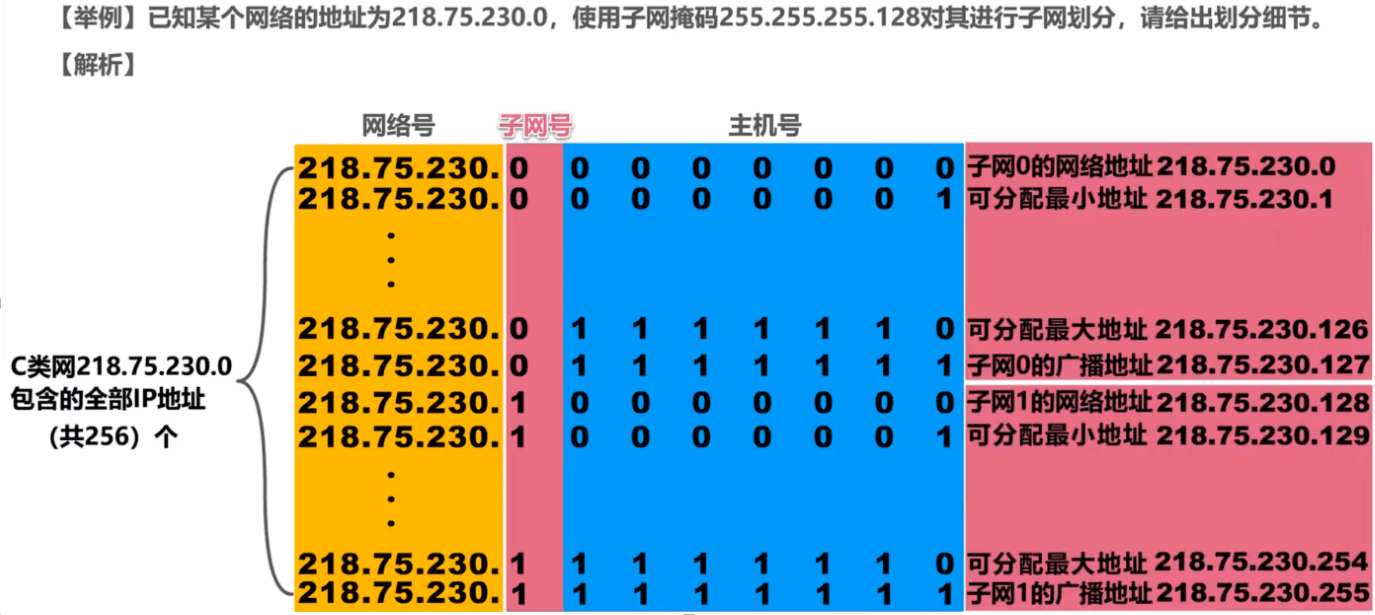 【举例】已知某个网络的地址为218.75.230.0，使用子网掩码255.255.255.128对其进行子网划分，请给出划分细节。
【解析】
网络号 子网号 主机号
218.75.230. 0 0 0 0 0 0 0 0 子网0的网络地址 218.75.230.0
218.75.230. 0 0 0 0 0 0 0 1 可分配最小地址 218.75.230.1
218.75.230. 0 1 1 1 1 1 1 0 可分配最大地址 218.75.230.126
218.75.230. 0 1 1 1 1 1 1 1 子网0的广播地址 218.75.230.127
C类网218.75.230.0
包含的全部IP地址
（共256）个
218.75.230. 1 0 0 0 0 0 0 0 子网1的网络地址 218.75.230.128
218.75.230. 1 0 0 0 0 0 0 1 可分配最小地址 218.75.230.129
218.75.230. 1 1 1 1 1 1 1 0 可分配最大地址 218.75.230.254
218.75.230. 1 1 1 1 1 1 1 1 子网1的广播地址 218.75.230.255